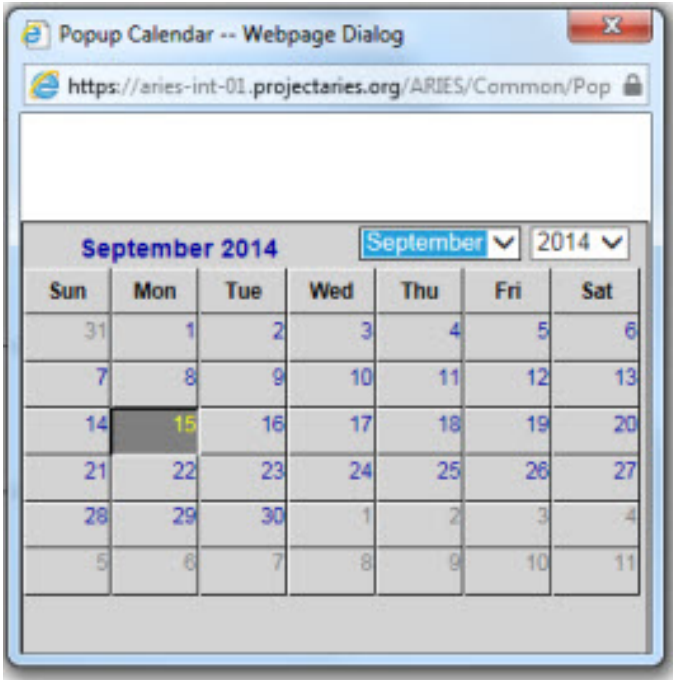 Popup Calendar -- Webpage Dialog
https://aries-int-01.projectaries.org/ARIES/Common/Pop
September 2014 September 2014
Sun Mon Tue Wed Thu Fri Sat
31 1 2 3 4 5 6
7 8 9 10 11 12 13
14 15 16 17 18 19 20
21 22 23 24 25 26 27
28 29 30 1 2 3 4
5 6 7 8 9 10 11